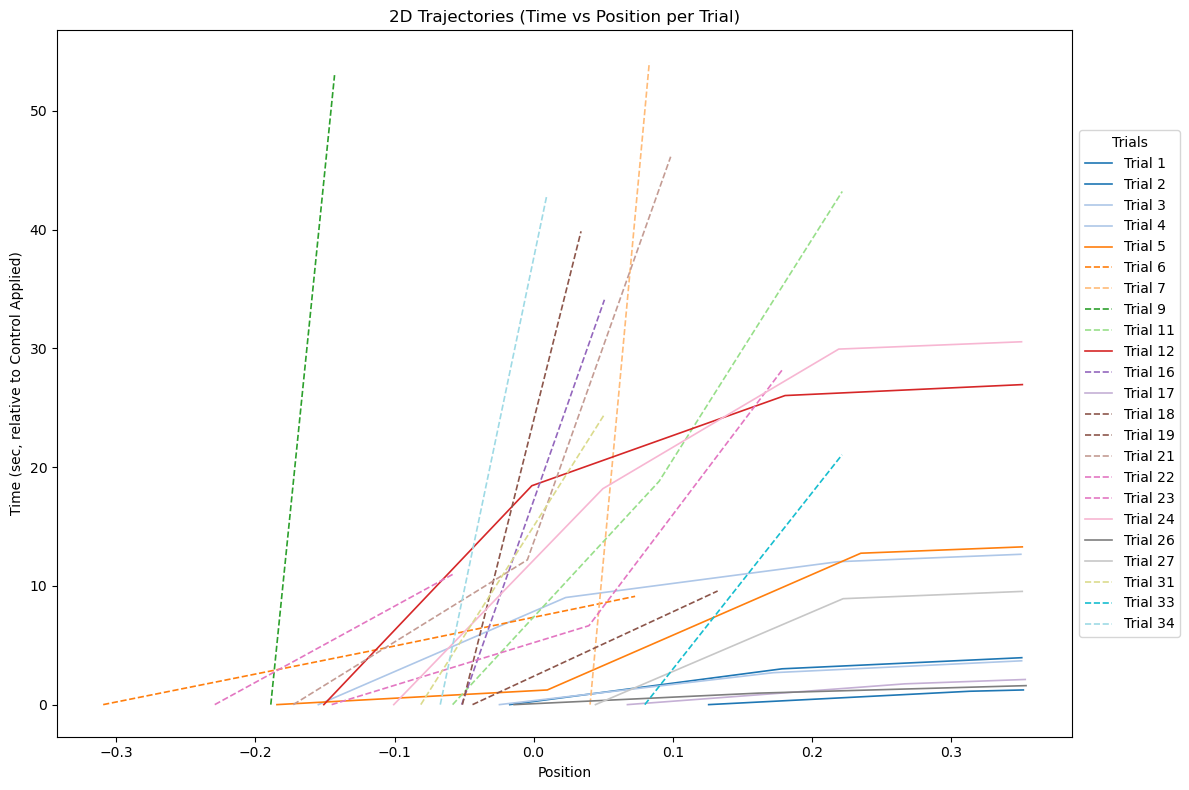 2D Trajectories (Time vs Position per Trial)
Time (sec, relative to Control Applied)
50
40
30
20
10
0
−0.3
−0.2
−0.1
0.0
0.1
0.2
0.3
Position
Trials
Trial 1
Trial 2
Trial 3
Trial 4
Trial 5
Trial 6
Trial 7
Trial 9
Trial 11
Trial 12
Trial 16
Trial 17
Trial 18
Trial 19
Trial 21
Trial 22
Trial 23
Trial 24
Trial 26
Trial 27
Trial 31
Trial 33
Trial 34